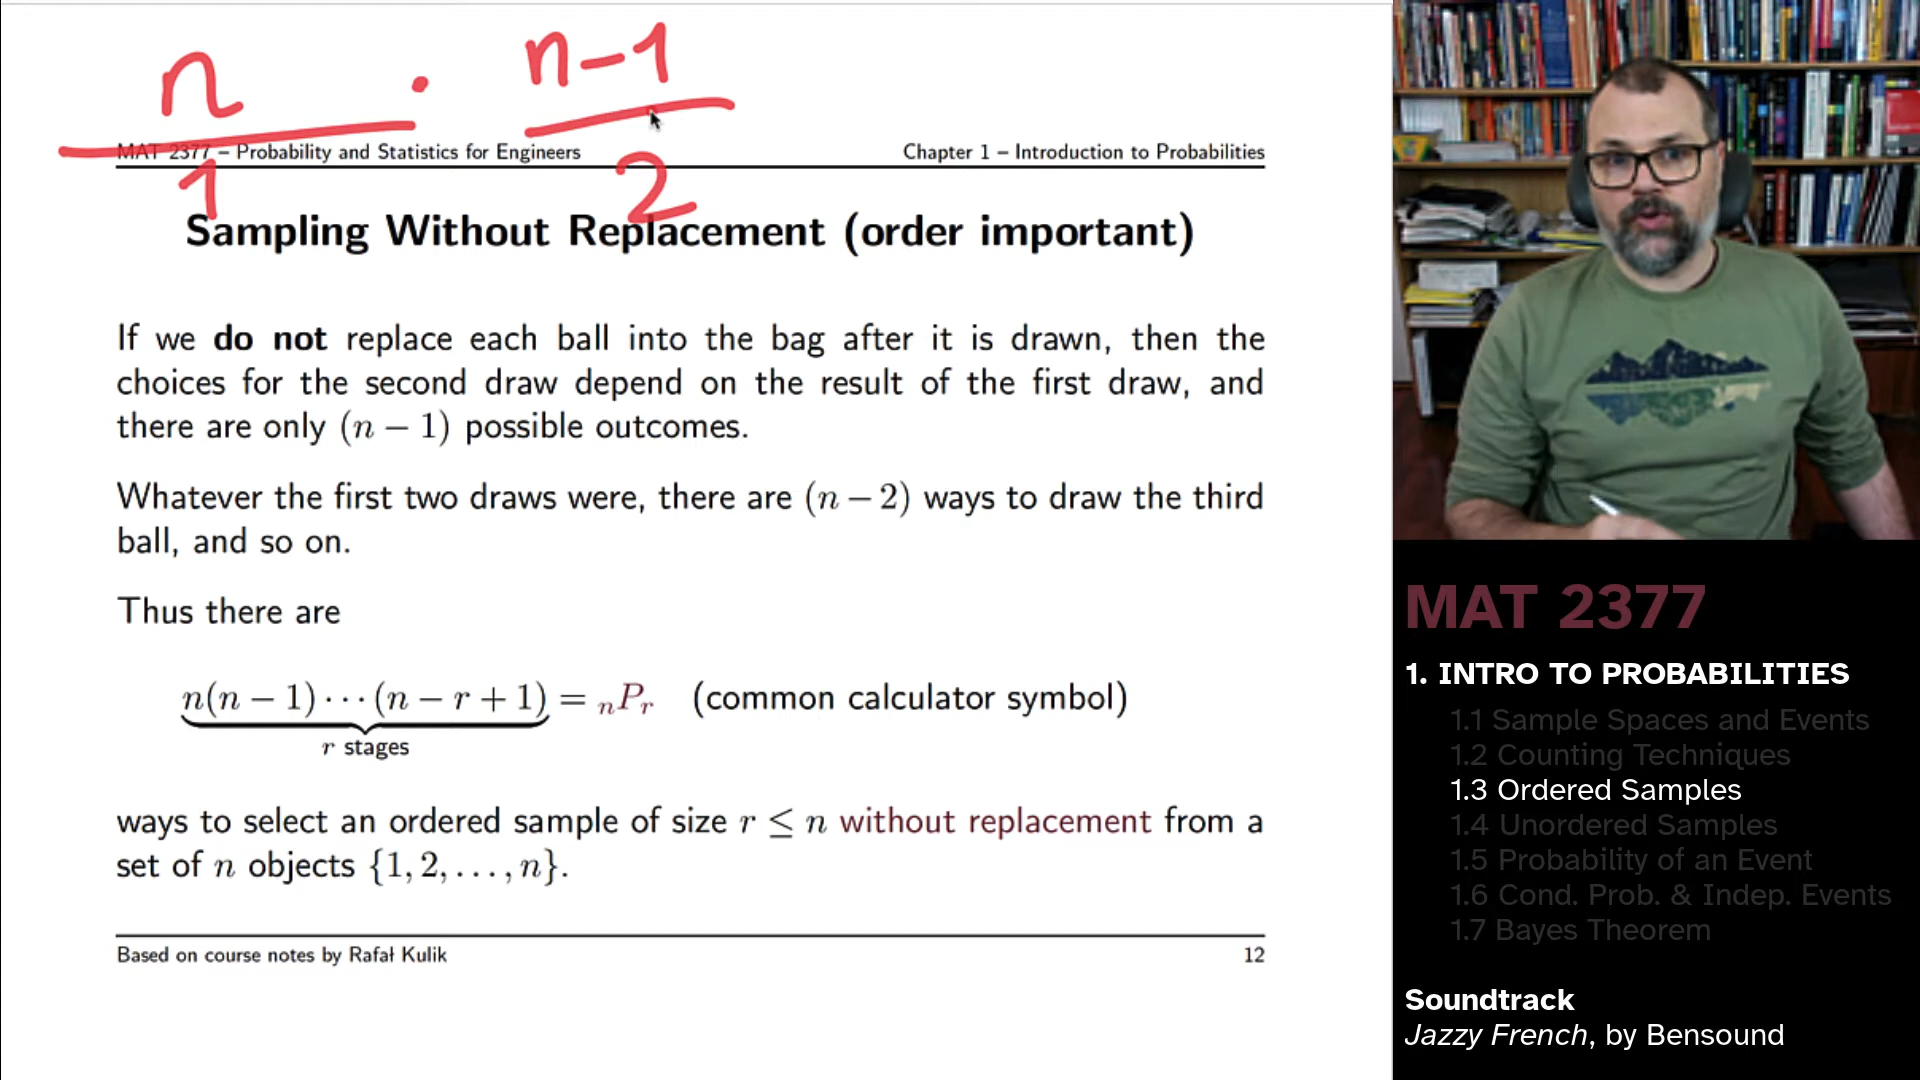 n · n-1
1 2
MAT 2377 – Probability and Statistics for Engineers Chapter 1 – Introduction to Probabilities
Sampling Without Replacement (order important)
If we do not replace each ball into the bag after it is drawn, then the
choices for the second draw depend on the result of the first draw, and
there are only (n − 1) possible outcomes.
Whatever the first two draws were, there are (n − 2) ways to draw the third
ball, and so on.
Thus there are
n(n − 1) ⋯ (n − r + 1) = ₙPᵣ (common calculator symbol)
r stages
ways to select an ordered sample of size r ≤ n without replacement from a
set of n objects {1, 2, . . . , n}.
Based on course notes by Rafał Kulik 12
MAT 2377
1. INTRO TO PROBABILITIES
1.1 Sample Spaces and Events
1.2 Counting Techniques
1.3 Ordered Samples
1.4 Unordered Samples
1.5 Probability of an Event
1.6 Cond. Prob. & Indep. Events
1.7 Bayes Theorem
Soundtrack
Jazzy French, by Bensound